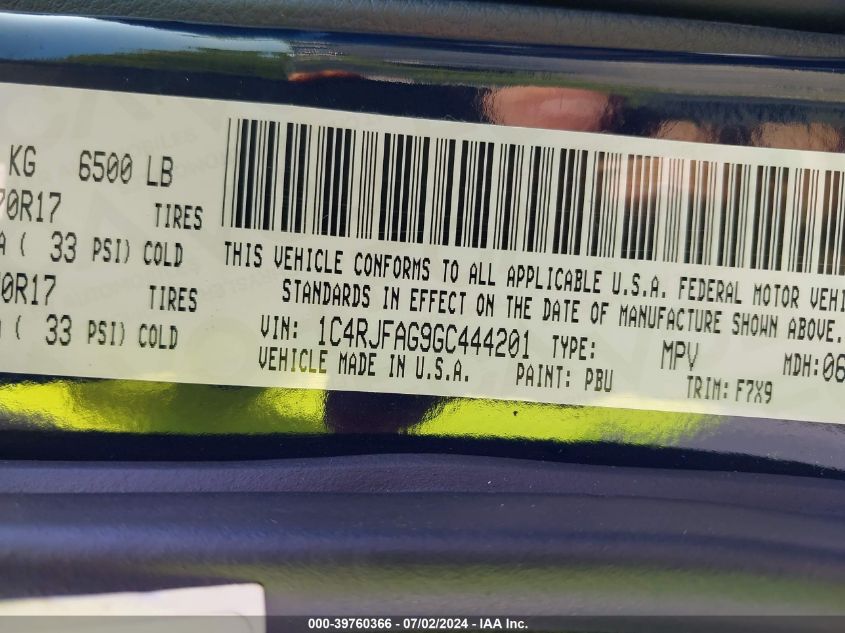 KG 6500 LB
70R17 TIRES
( 33 PSI) COLD
0R17 TIRES
( 33 PSI) COLD
THIS VEHICLE CONFORMS TO ALL APPLICABLE U.S.A. FEDERAL MOTOR VEHI
STANDARDS IN EFFECT ON THE DATE OF MANUFACTURE SHOWN ABOVE.
VIN: 1C4RJFAG9GC444201 TYPE: MPV MDH: 06
VEHICLE MADE IN U.S.A. PAINT: PBU TRIM: F7X9
000-39760366 - 07/02/2024 - IAA Inc.